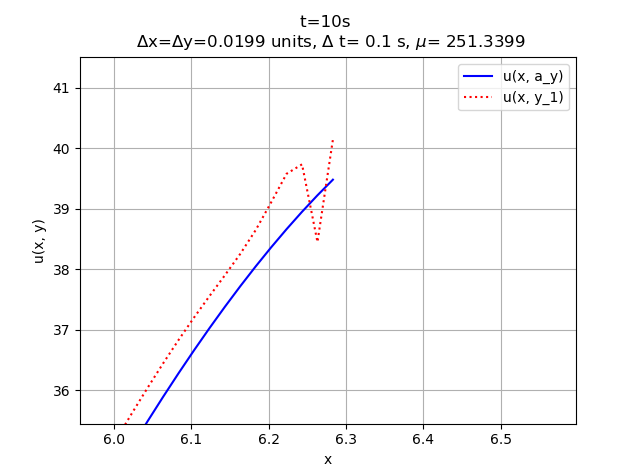 t=10s
Δx=Δy=0.0199 units, Δ t= 0.1 s, μ= 251.3399
u(x, a_y)
u(x, y_1)
41
40
39
38
37
36
u(x, y)
6.0 6.1 6.2 6.3 6.4 6.5
x